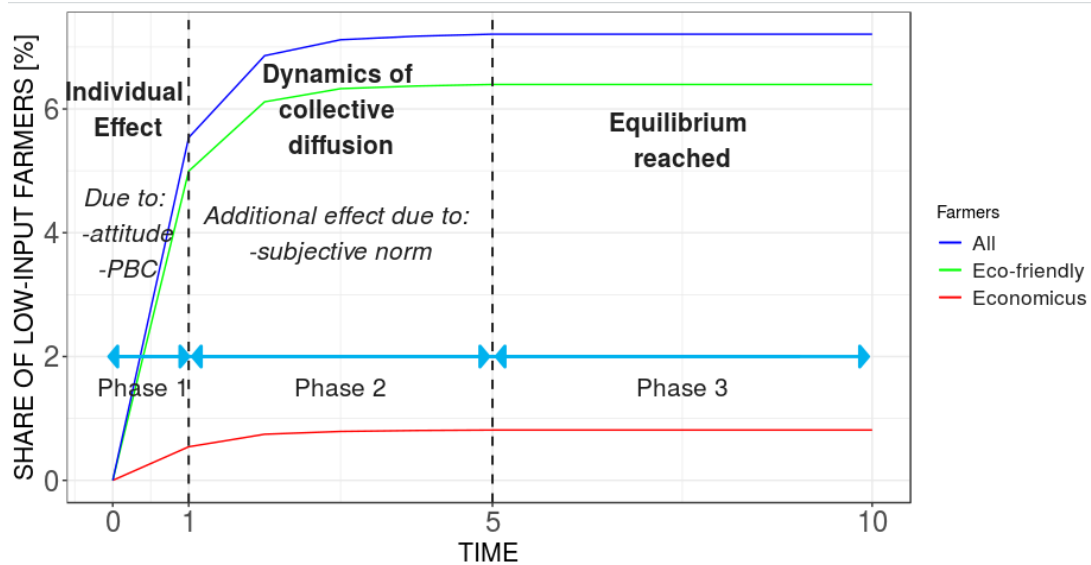 SHARE OF LOW-INPUT FARMERS [%]
6
4
2
0
Individual
Effect
Due to:
-attitude
-PBC
Phase 1
Dynamics of
collective
diffusion
Additional effect due to:
-subjective norm
Phase 2
Equilibrium
reached
Phase 3
0
1
5
10
TIME
Farmers
All
Eco-friendly
Economicus